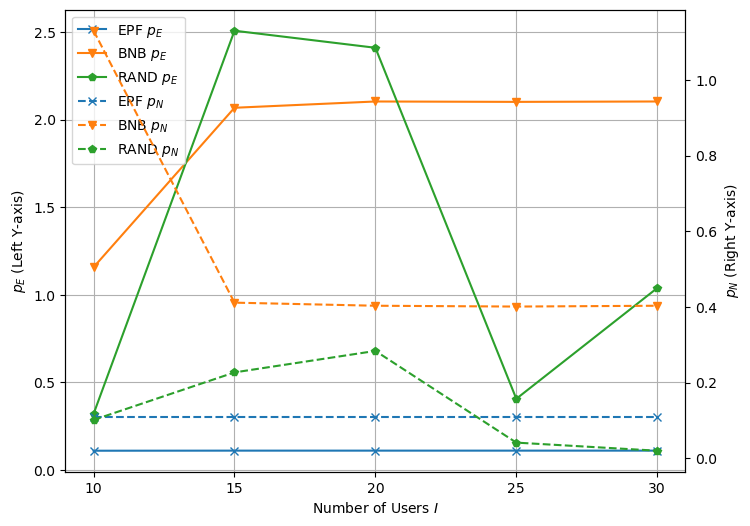 EPF p_E
BNB p_E
RAND p_E
EPF p_N
BNB p_N
RAND p_N
2.5
2.0
1.5
1.0
0.5
0.0
p_E (Left Y-axis)
1.0
0.8
0.6
0.4
0.2
0.0
p_N (Right Y-axis)
10 15 20 25 30
Number of Users I